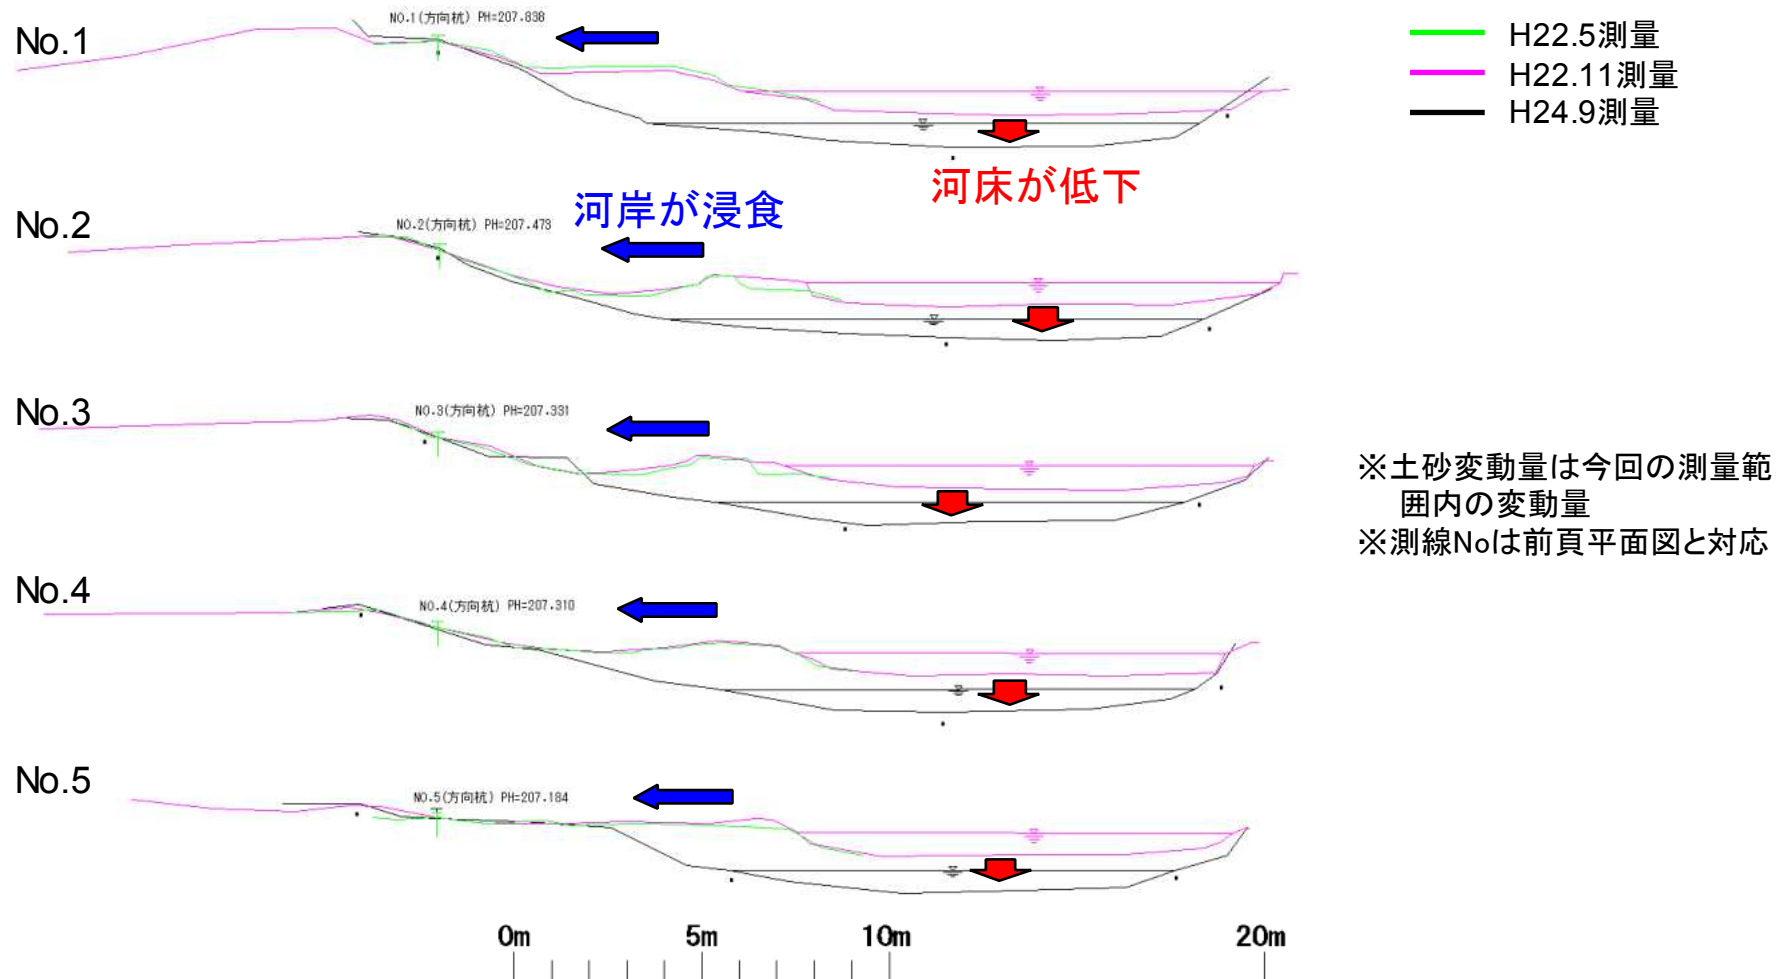 No.1
NO.1(方向杭) PH=207.838
H22.5測量
H22.11測量
H24.9測量
河床が低下
河岸が浸食
No.2
NO.2(方向杭) PH=207.473
No.3
NO.3(方向杭) PH=207.331
※土砂変動量は今回の測量範
囲内の変動量
※測線Noは前頁平面図と対応
No.4
NO.4(方向杭) PH=207.310
No.5
NO.5(方向杭) PH=207.184
0m 5m 10m 20m